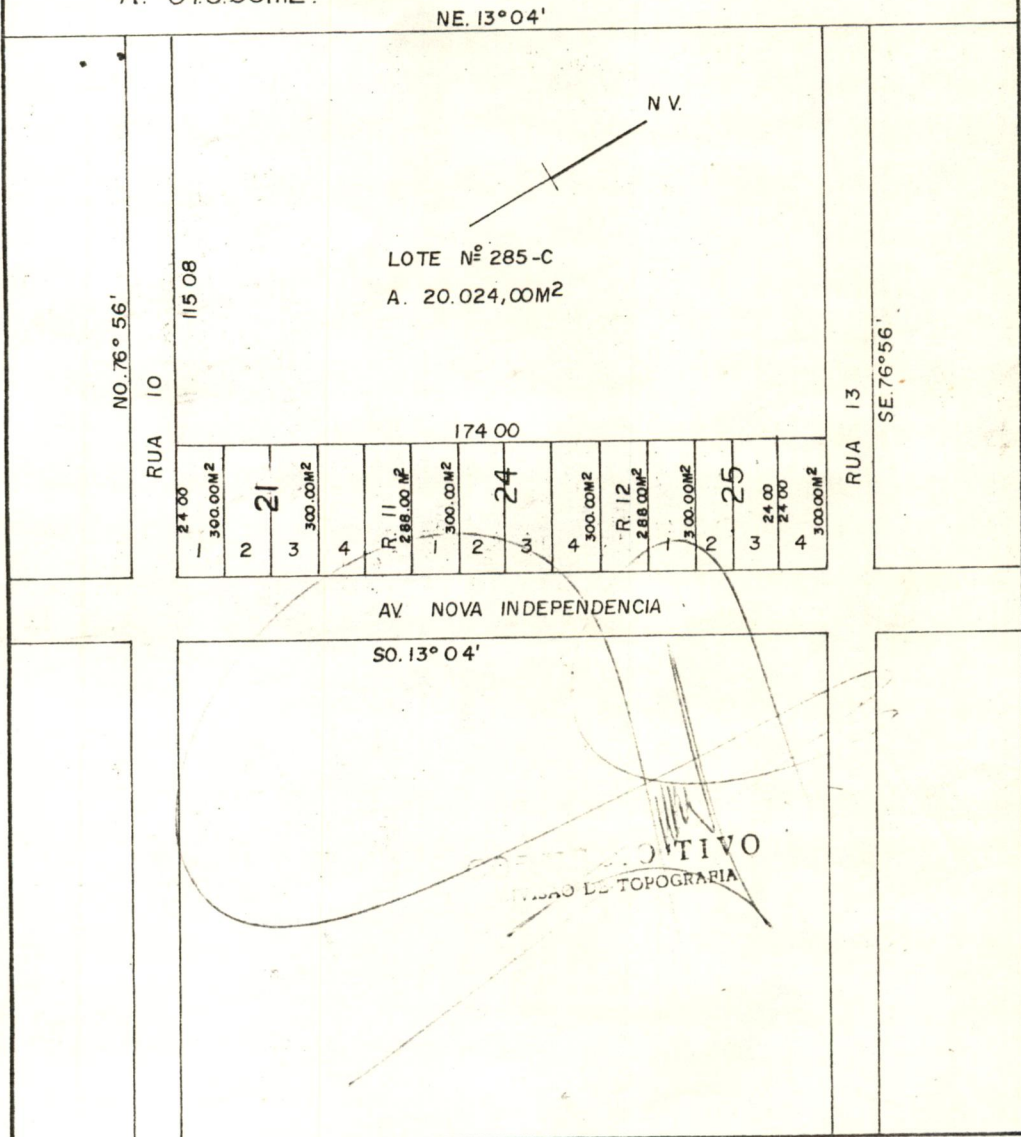 NE. 13°04'
N V.
LOTE Nº 285-C
A. 20.024,00M²
115 08
NO.76° 56'
RUA 10
174 00
RUA 13
SE.76°56'
24 00
300.00M²
1
2
21
3
300.00M²
4
R. 11
288.00 M²
300.00M²
1
2
24
3
4
300.00M²
R. 12
288.00M²
300.00M²
1
2
25
3
24 00
24 00
4
300.00M²
AV. NOVA INDEPENDENCIA
SO. 13° 04'
DE TOPOGRAFIA